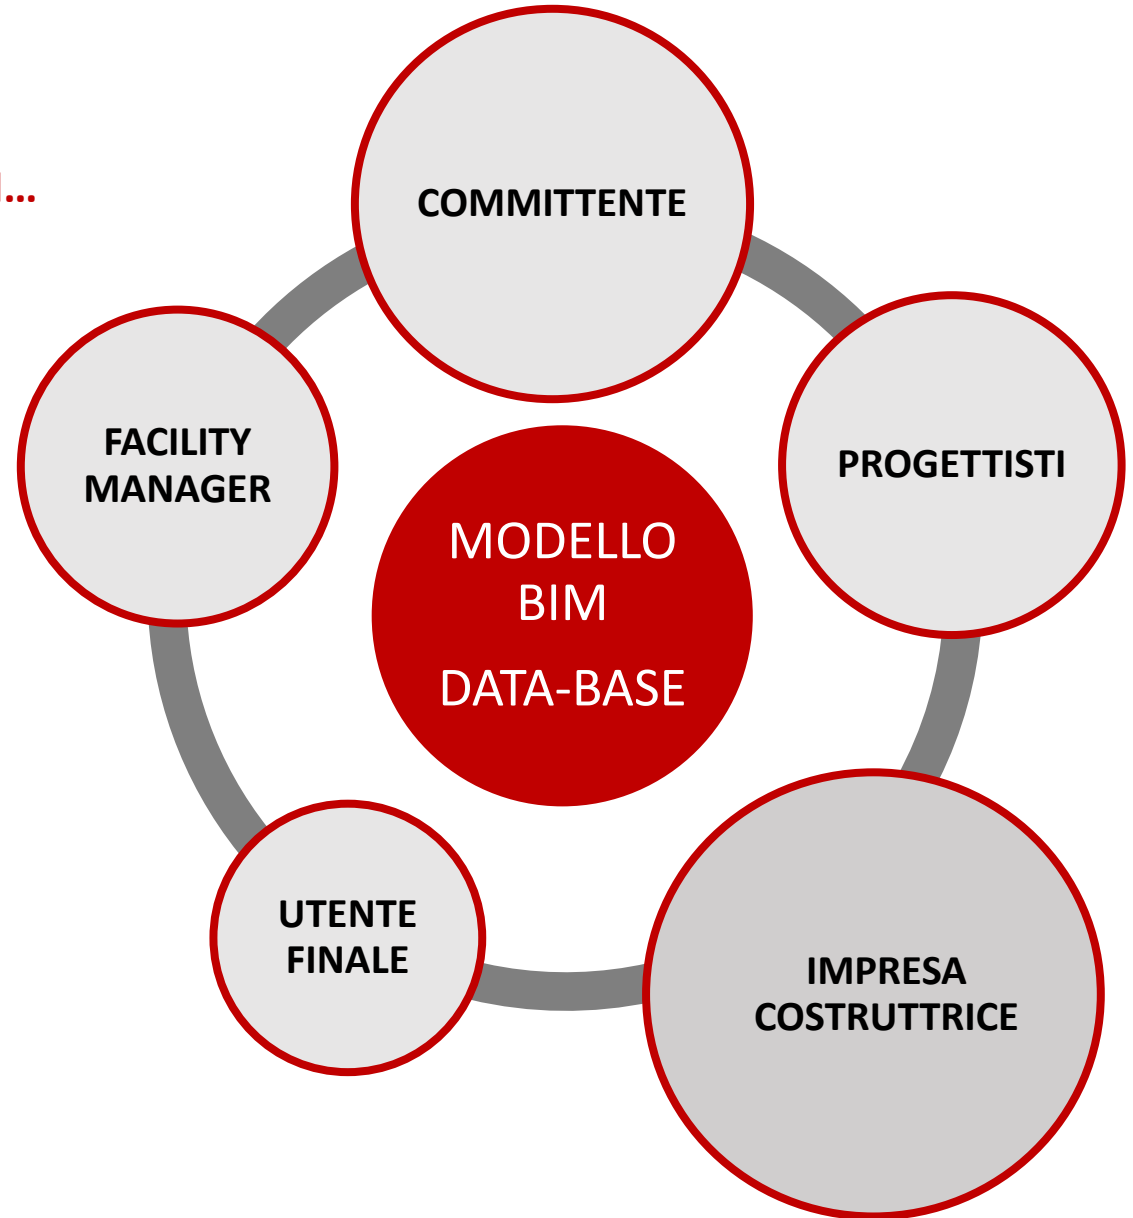 COMMITTENTE
FACILITY
MANAGER
PROGETTISTI
MODELLO
BIM
DATA-BASE
UTENTE
FINALE
IMPRESA
COSTRUTTRICE